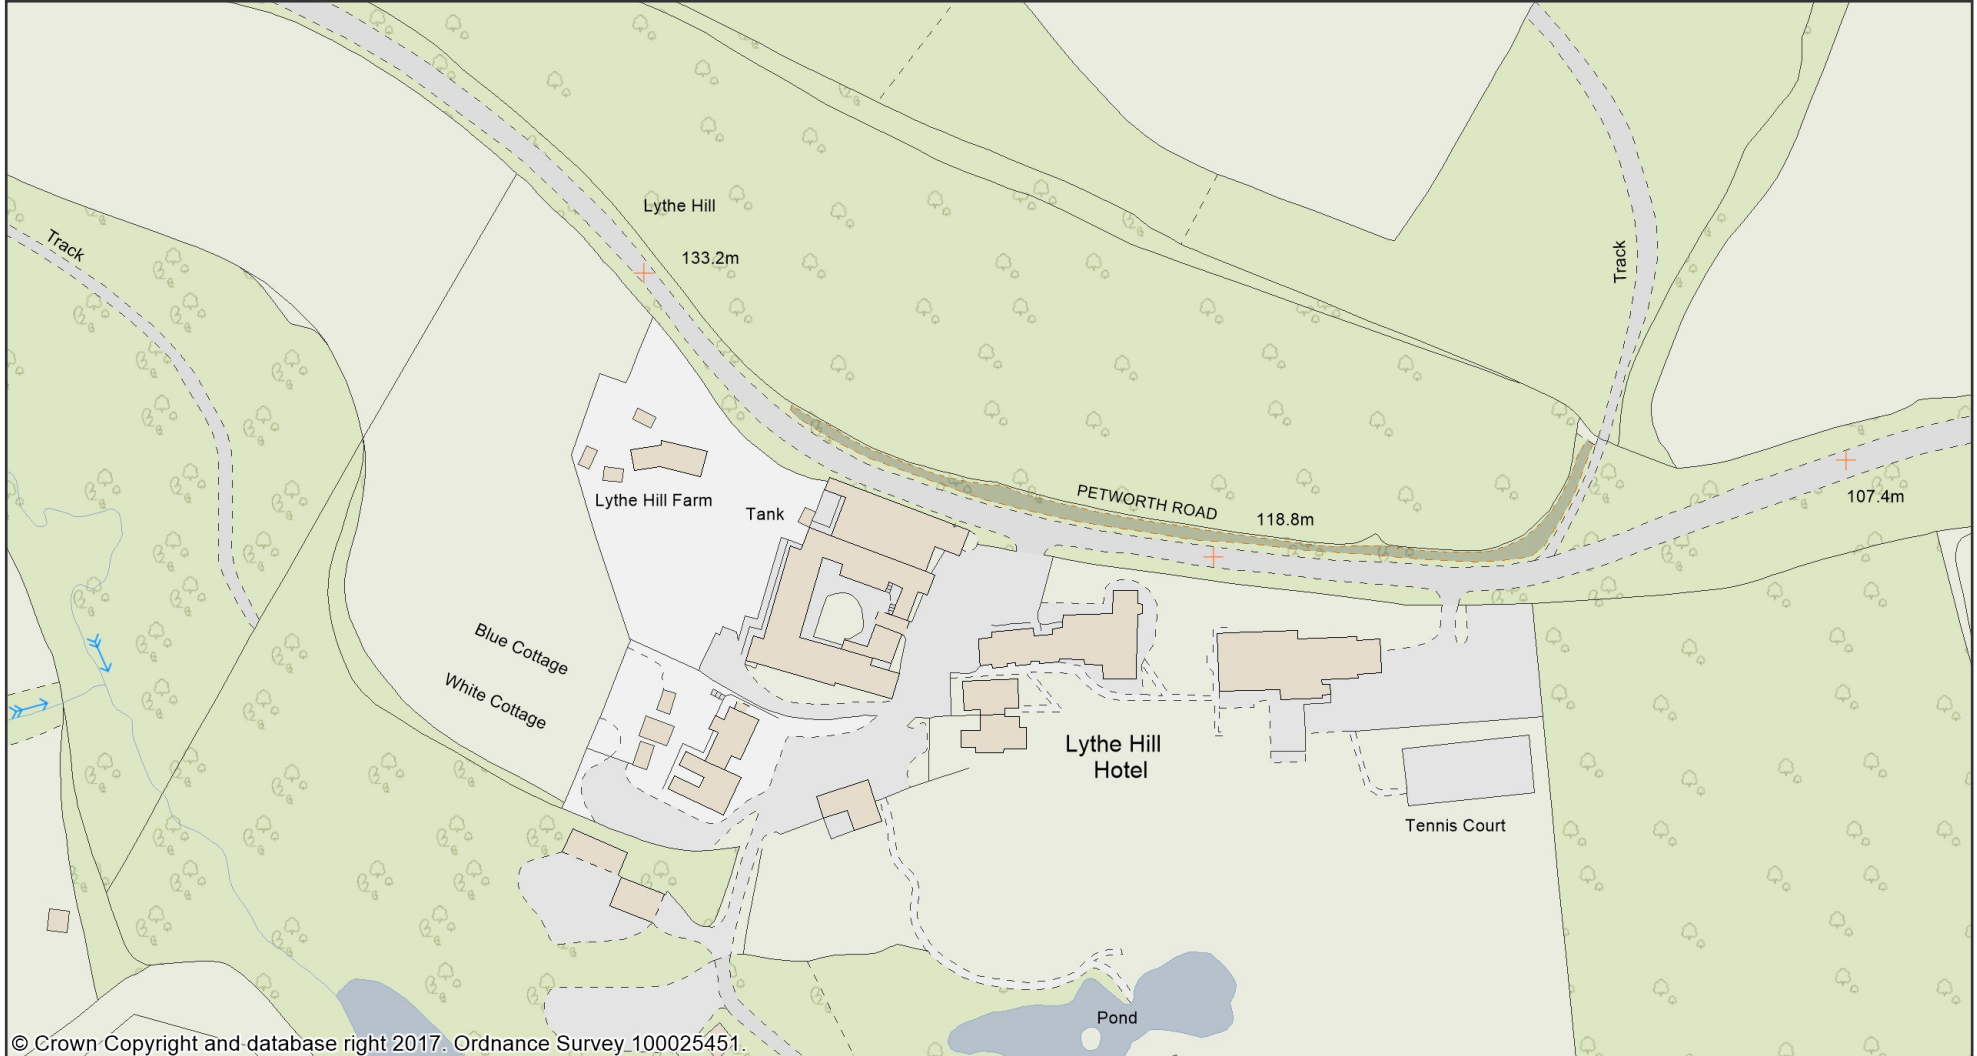 Lythe Hill
133.2m
Track
Track
PETWORTH ROAD
118.8m
107.4m
Lythe Hill Farm
Tank
Blue Cottage
White Cottage
Lythe Hill
Hotel
Tennis Court
Pond
© Crown Copyright and database right 2017. Ordnance Survey 100025451.